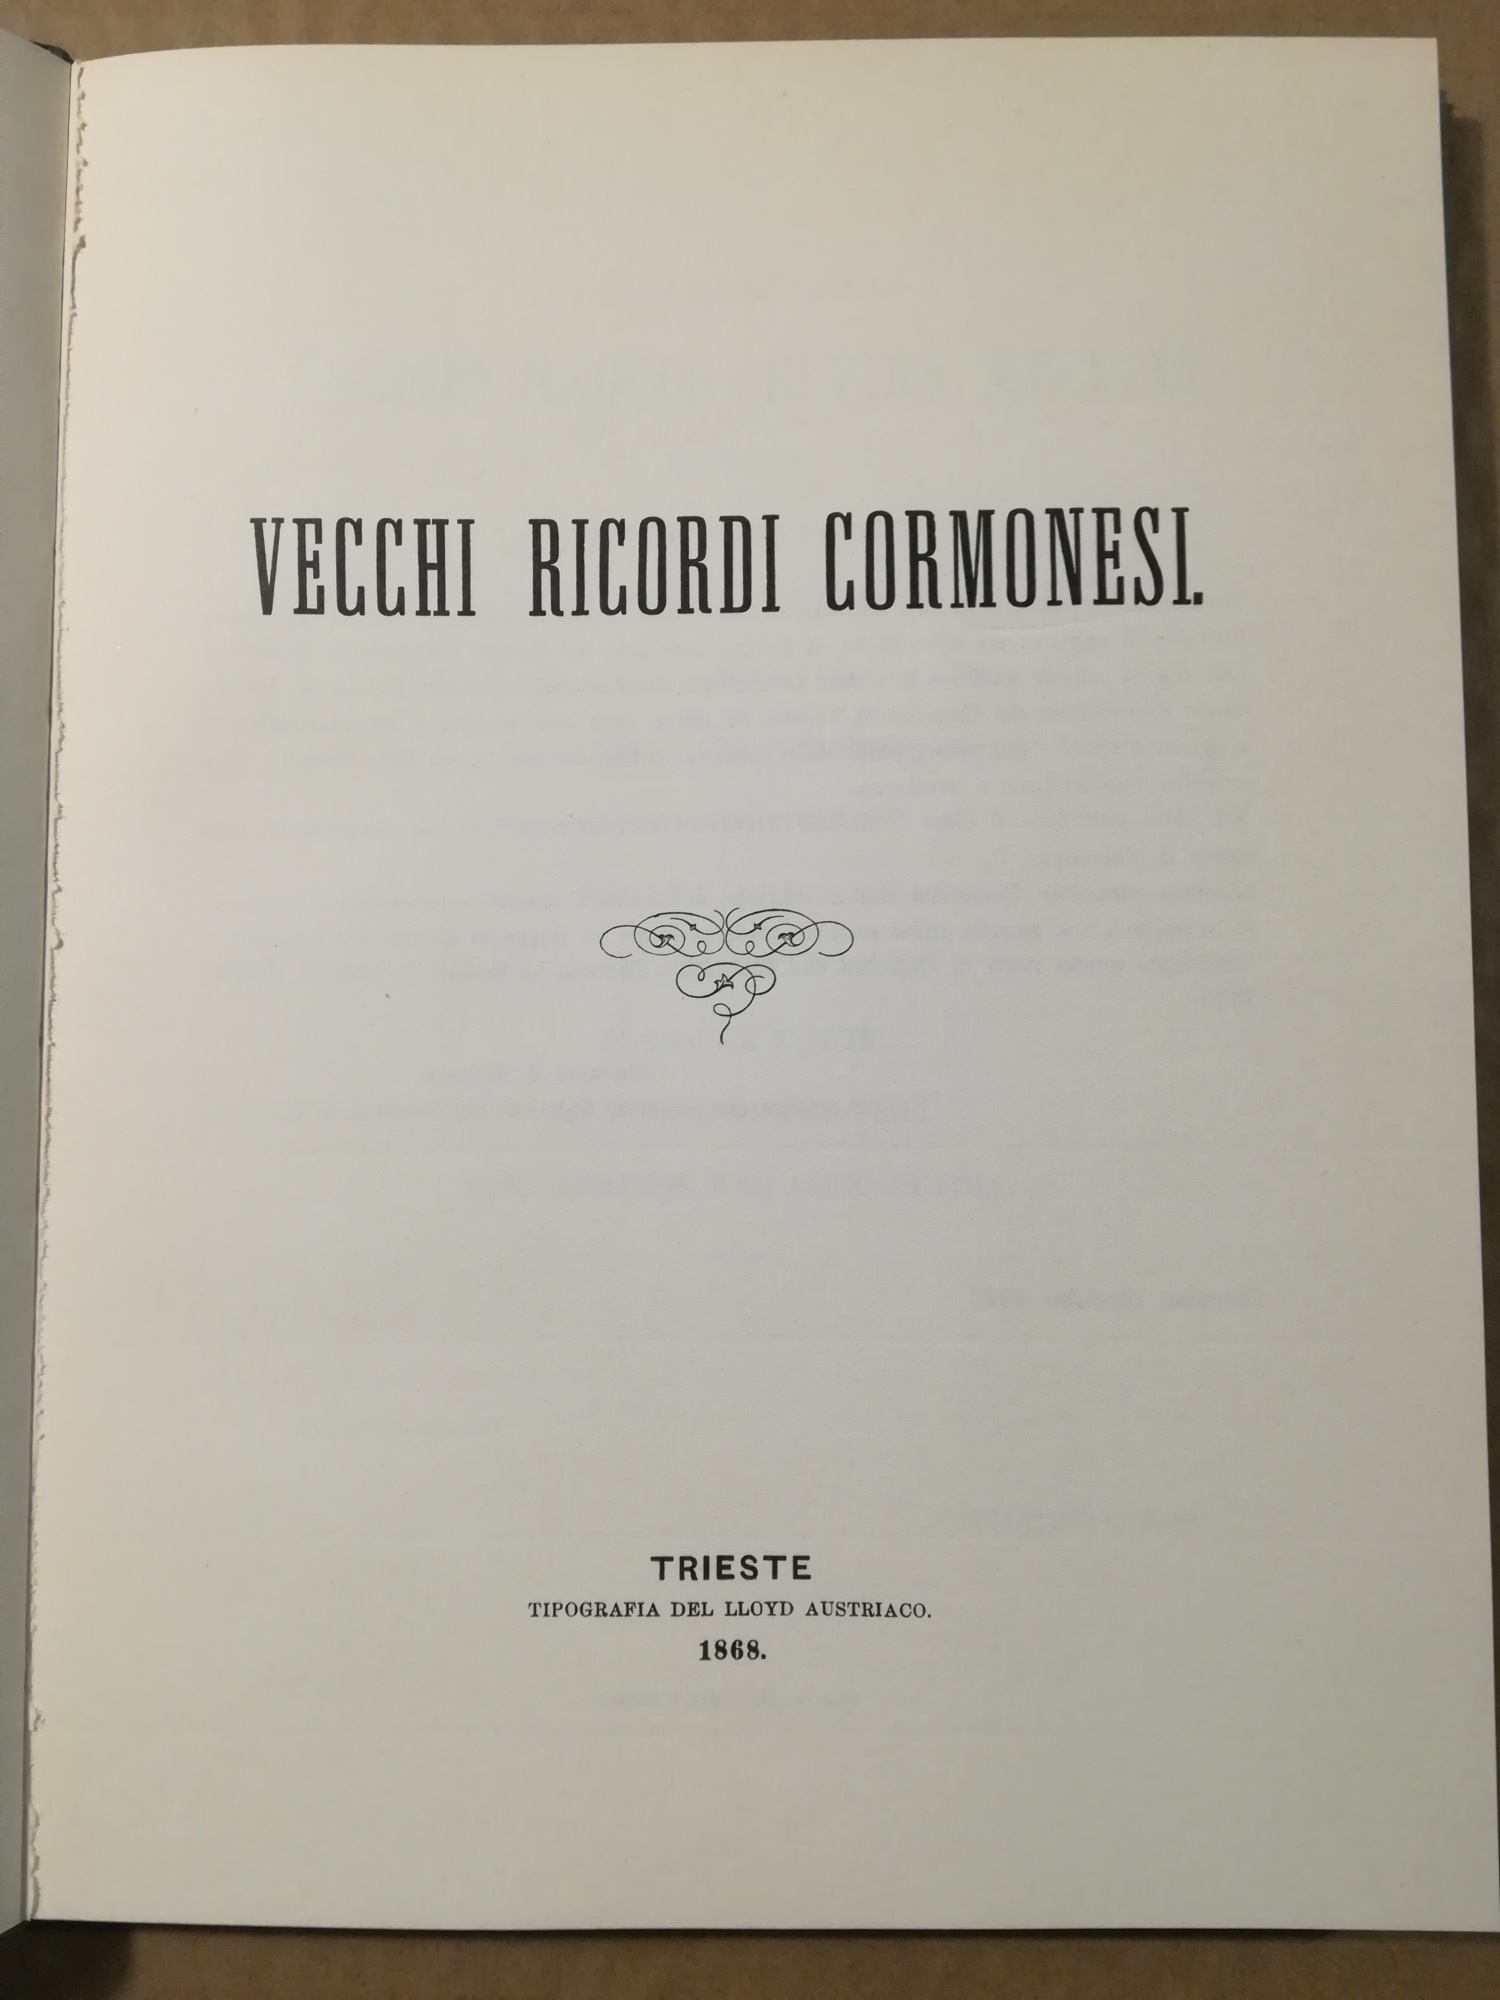 VECCHI RICORDI CORMONESI.
TRIESTE
TIPOGRAFIA DEL LLOYD AUSTRIACO.
1868.